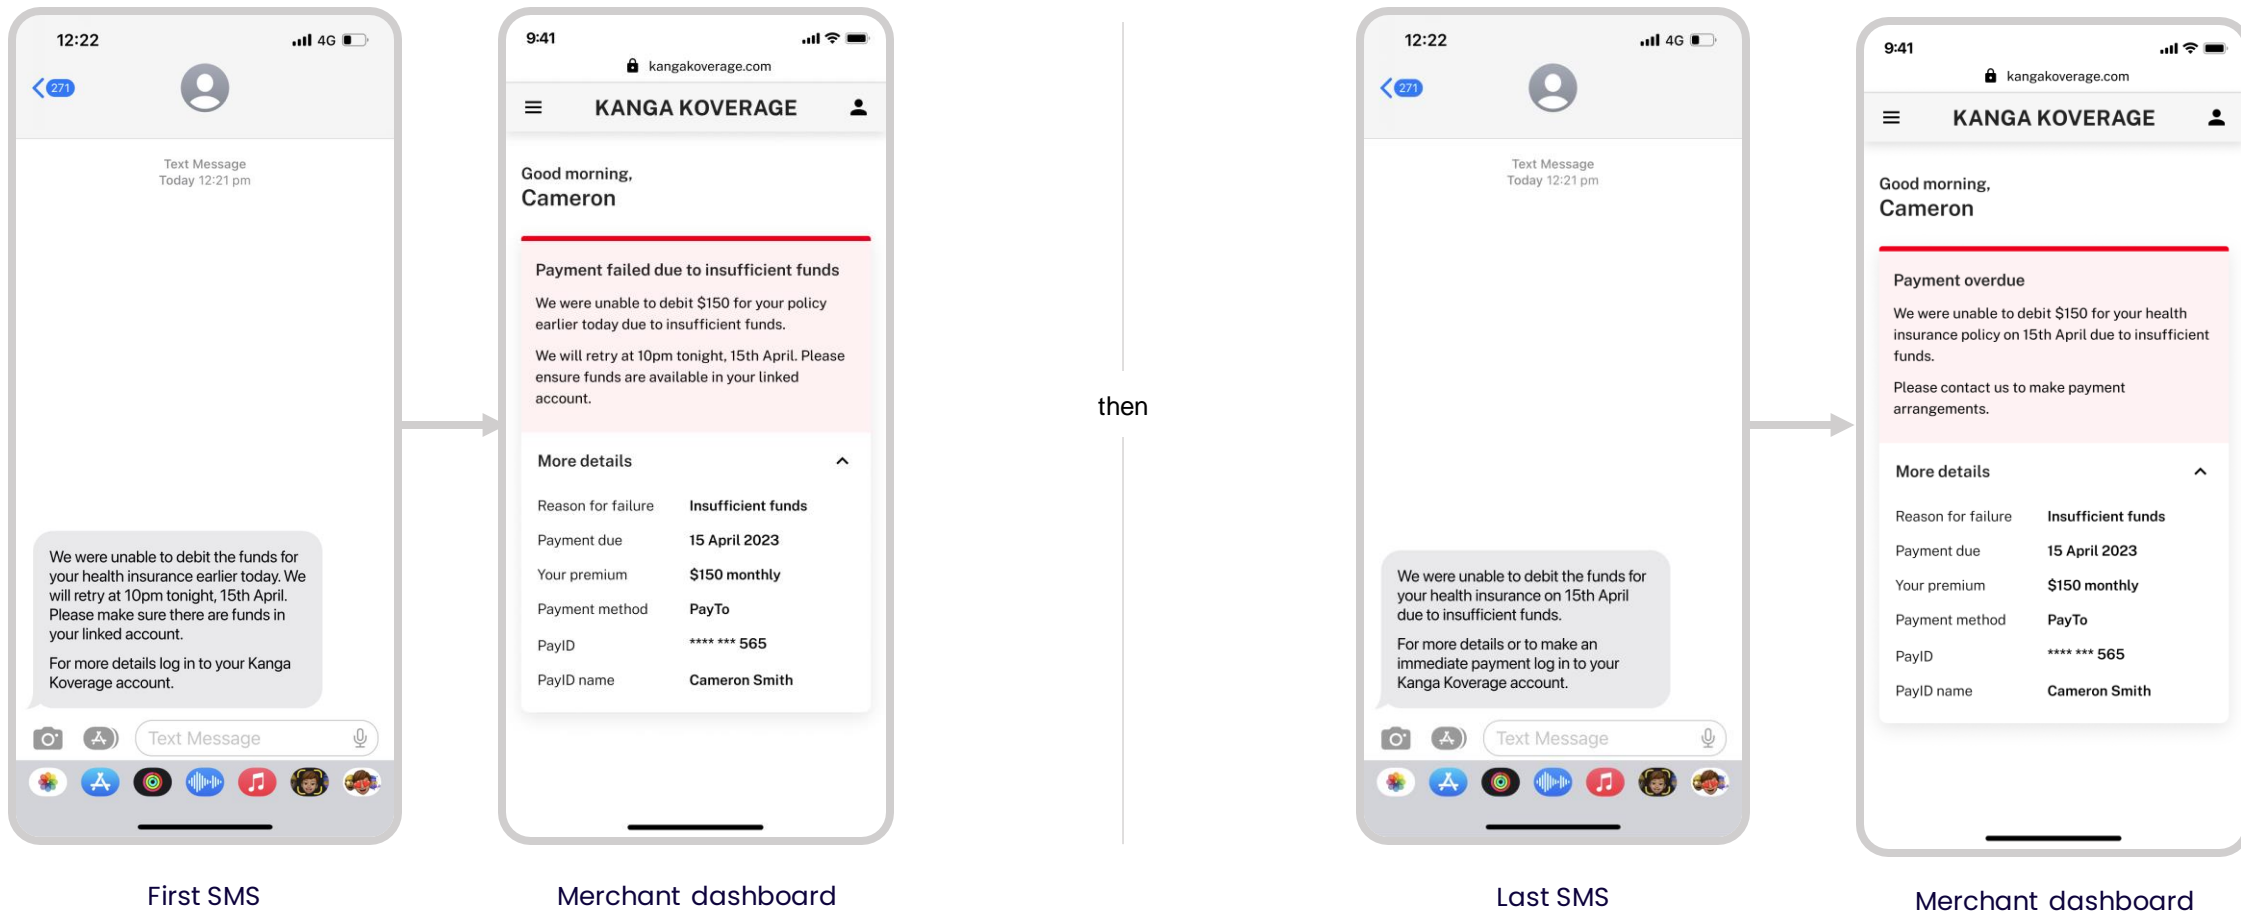 12:22
4G
271
Text Message
Today 12:21 pm
We were unable to debit the funds for
your health insurance earlier today. We
will retry at 10pm tonight, 15th April.
Please make sure there are funds in
your linked account.
For more details log in to your Kanga
Koverage account.
Text Message
First SMS
9:41
kangakoverage.com
KANGA KOVERAGE
Good morning,
Cameron
Payment failed due to insufficient funds
We were unable to debit $150 for your policy
earlier today due to insufficient funds.
We will retry at 10pm tonight, 15th April. Please
ensure funds are available in your linked
account.
More details
Reason for failure Insufficient funds
Payment due 15 April 2023
Your premium $150 monthly
Payment method PayTo
PayID **** *** 565
PayID name Cameron Smith
Merchant dashboard
then
12:22
4G
271
Text Message
Today 12:21 pm
We were unable to debit the funds for
your health insurance on 15th April
due to insufficient funds.
For more details or to make an
immediate payment log in to your
Kanga Koverage account.
Text Message
Last SMS
9:41
kangakoverage.com
KANGA KOVERAGE
Good morning,
Cameron
Payment overdue
We were unable to debit $150 for your health
insurance policy on 15th April due to insufficient
funds.
Please contact us to make payment
arrangements.
More details
Reason for failure Insufficient funds
Payment due 15 April 2023
Your premium $150 monthly
Payment method PayTo
PayID **** *** 565
PayID name Cameron Smith
Merchant dashboard